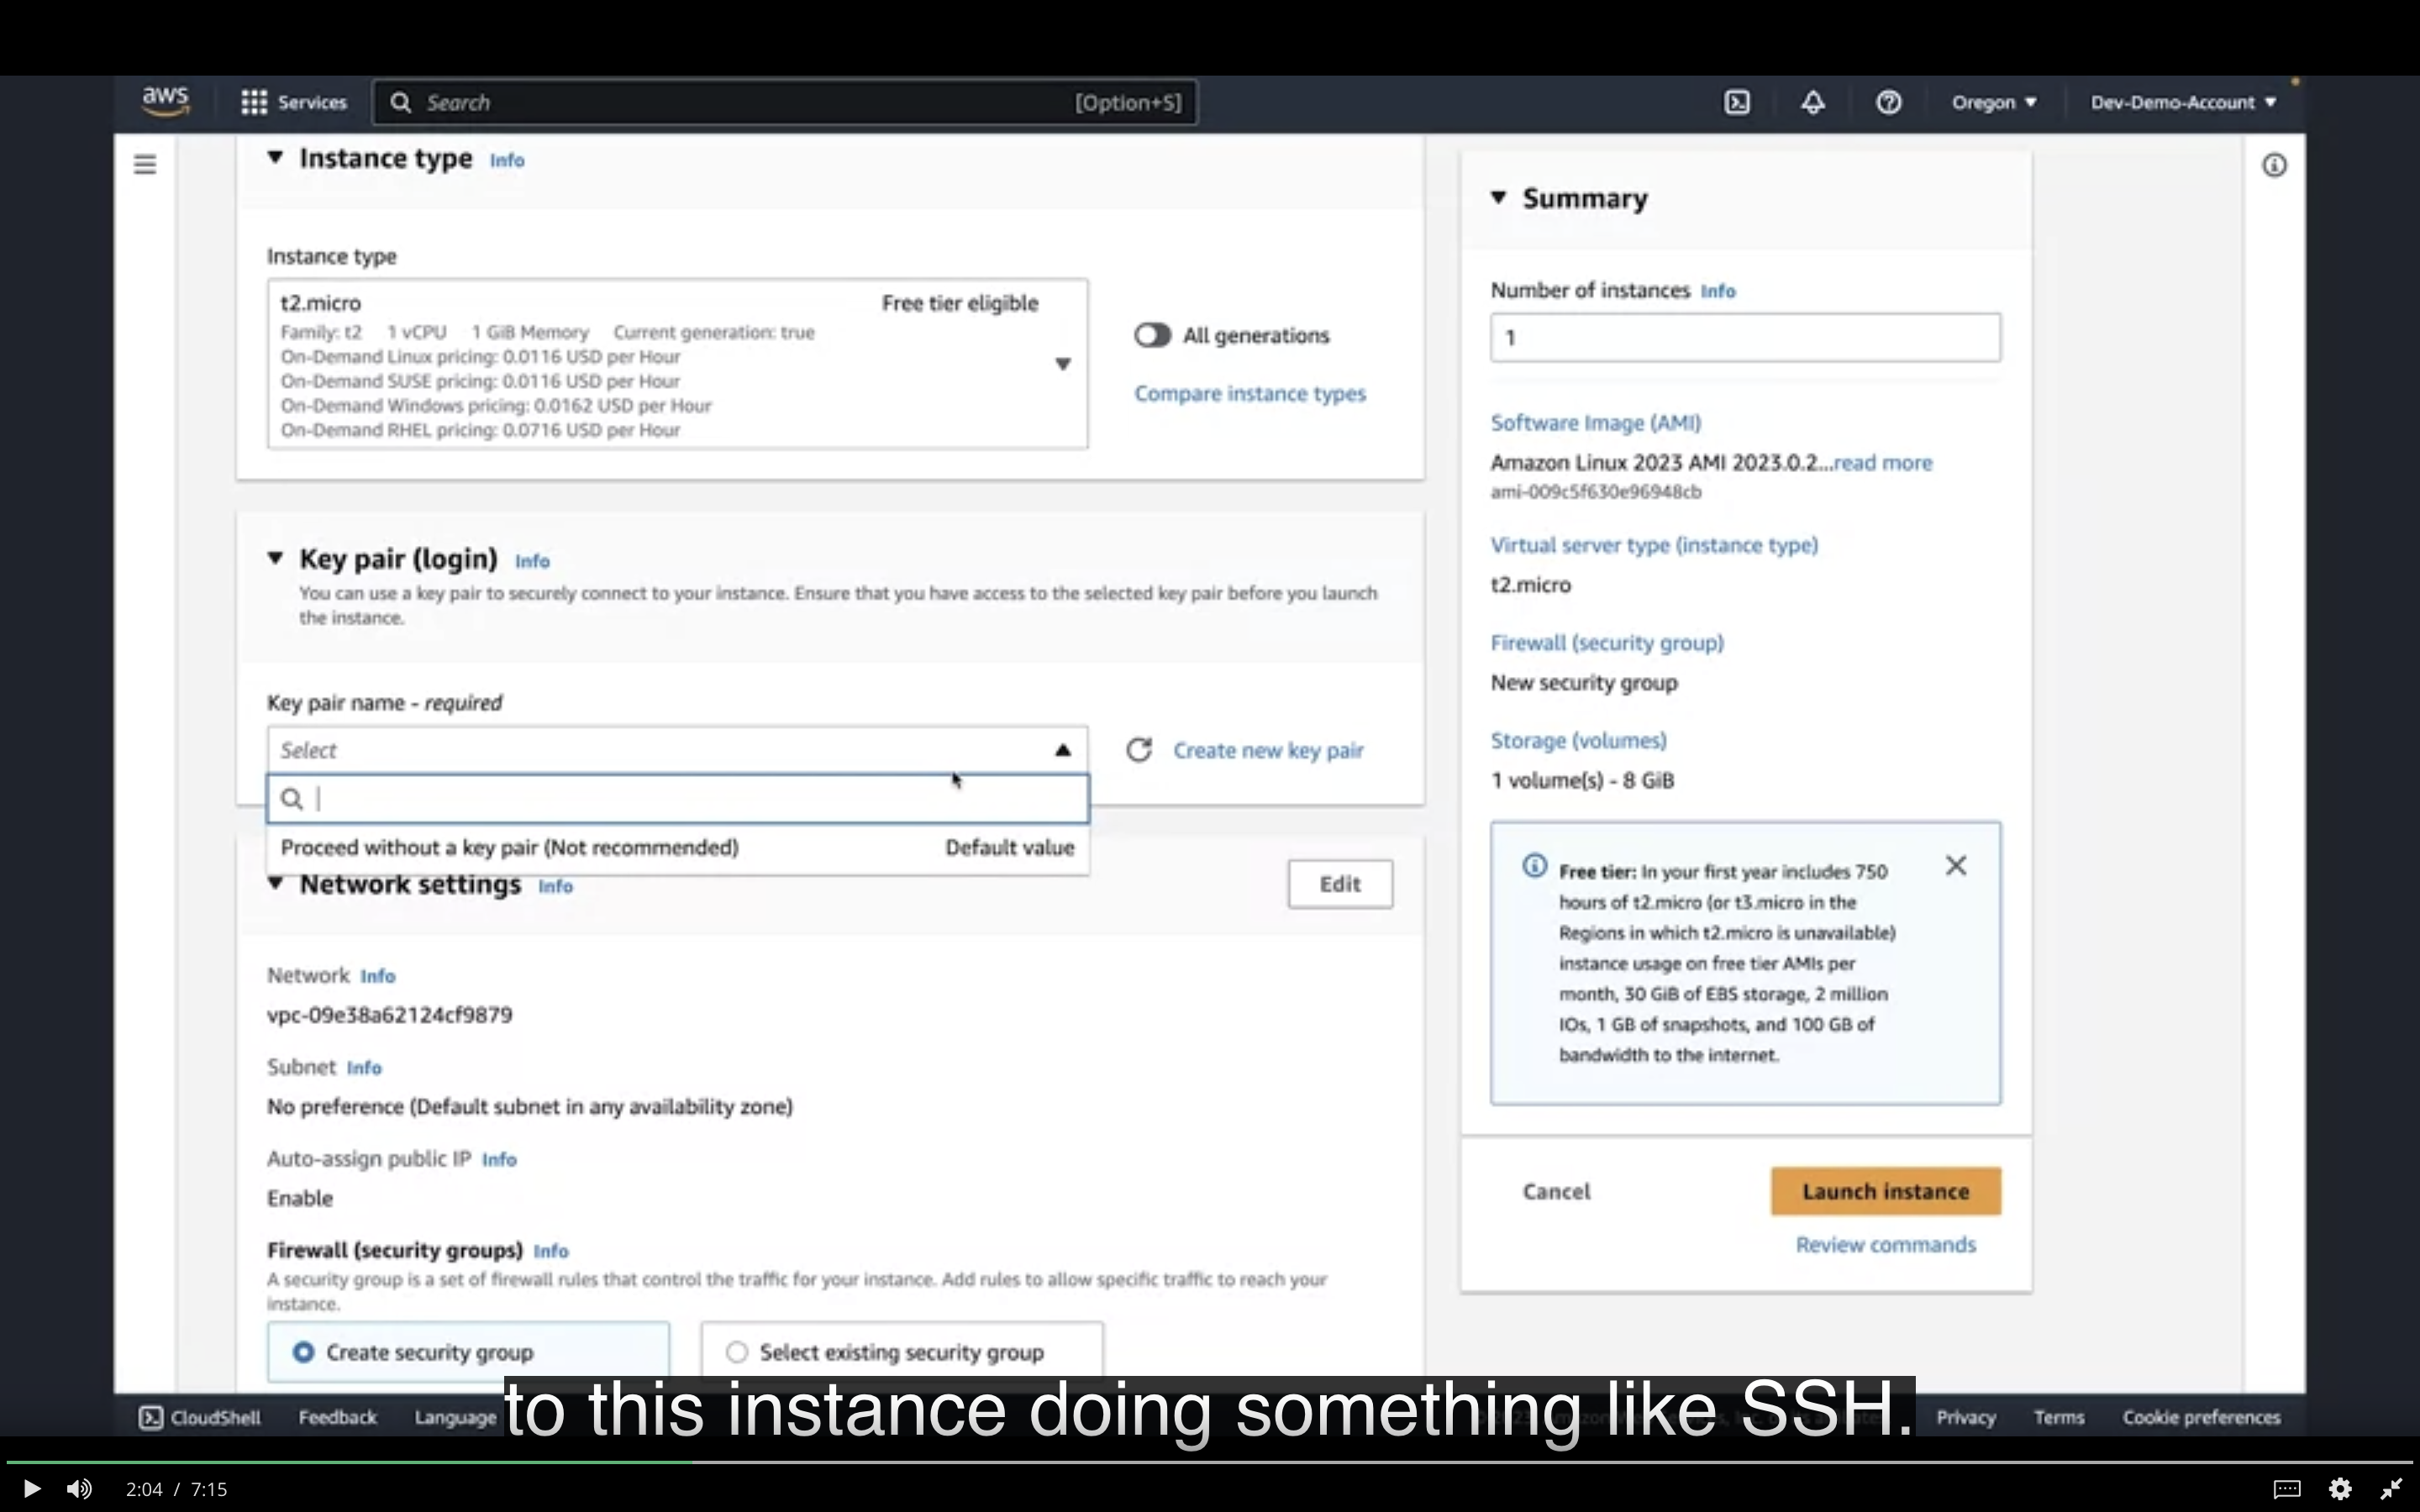 aws
Services
Search
[Option+S]
Oregon
Dev-Demo-Account
Instance type Info
Instance type
t2.micro
Free tier eligible
Family: t2 1 vCPU 1 GiB Memory Current generation: true
On-Demand Linux pricing: 0.0116 USD per Hour
On-Demand SUSE pricing: 0.0116 USD per Hour
On-Demand Windows pricing: 0.0162 USD per Hour
On-Demand RHEL pricing: 0.0716 USD per Hour
All generations
Compare instance types
Key pair (login) Info
You can use a key pair to securely connect to your instance. Ensure that you have access to the selected key pair before you launch
the instance.
Key pair name - required
Select
Create new key pair
Proceed without a key pair (Not recommended)
Default value
Network settings Info
Edit
Network Info
vpc-09e38a62124cf9879
Subnet Info
No preference (Default subnet in any availability zone)
Auto-assign public IP Info
Enable
Firewall (security groups) Info
A security group is a set of firewall rules that control the traffic for your instance. Add rules to allow specific traffic to reach your
instance.
Create security group
Select existing security group
Summary
Number of instances Info
1
Software Image (AMI)
Amazon Linux 2023 AMI 2023.0.2...read more
ami-009c5f630e96948cb
Virtual server type (instance type)
t2.micro
Firewall (security group)
New security group
Storage (volumes)
1 volume(s) - 8 GiB
Free tier: In your first year includes 750
hours of t2.micro (or t3.micro in the
Regions in which t2.micro is unavailable)
instance usage on free tier AMIs per
month, 30 GiB of EBS storage, 2 million
IOs, 1 GB of snapshots, and 100 GB of
bandwidth to the internet.
Cancel
Launch instance
Review commands
CloudShell
Feedback
Language
to this instance doing something like SSH.
Privacy
Terms
Cookie preferences
2:04 / 7:15